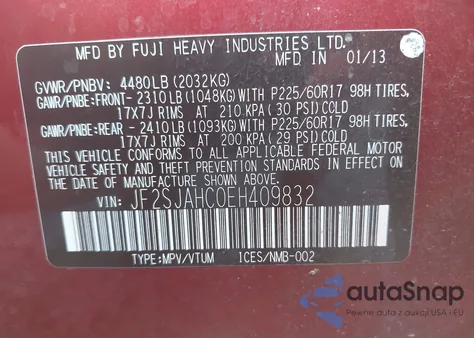 MFD BY FUJI HEAVY INDUSTRIES LTD.
MFD IN 01/13
GVWR/PNBV: 4480LB(2032KG)
GAWR/PNBE:FRONT-2310LB(1048KG)WITH P225/60R17 98H TIRES,
17X7J RIMS AT 210 KPA(30 PSI)COLD
GAWR/PNBE:REAR -2410LB(1093KG)WITH P225/60R17 98H TIRES,
17X7J RIMS AT 200 KPA(29 PSI)COLD
THIS VEHICLE CONFORMS TO ALL APPLICABLE FEDERAL MOTOR
VEHICLE SAFETY STANDARDS IN EFFECT
ON THE DATE OF MANUFACTURE SHOWN ABOVE.
VIN: JF2SJAHC0EH409832
TYPE:MPV/VTUM ICES/NMB-002
autoSnap
Pewne auta z USA i EU